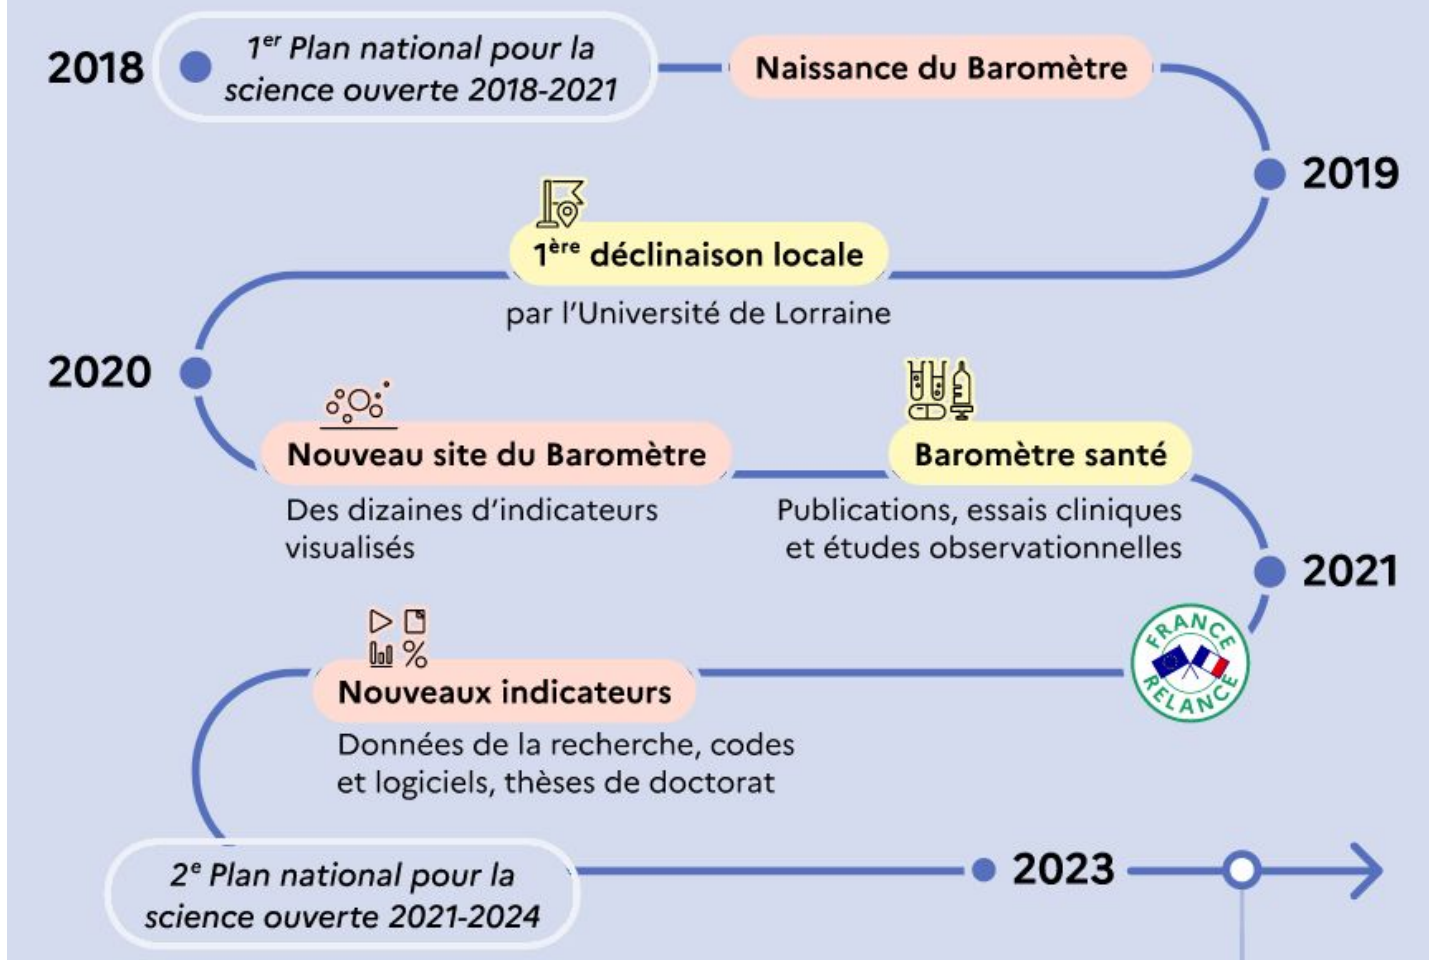 2018
1er Plan national pour la
science ouverte 2018-2021
Naissance du Baromètre
2019
1ère déclinaison locale
par l'Université de Lorraine
2020
Nouveau site du Baromètre
Des dizaines d'indicateurs
visualisés
Baromètre santé
Publications, essais cliniques
et études observationnelles
2021
FRANCE
RELANCE
%
Nouveaux indicateurs
Données de la recherche, codes
et logiciels, thèses de doctorat
2e Plan national pour la
science ouverte 2021-2024
2023